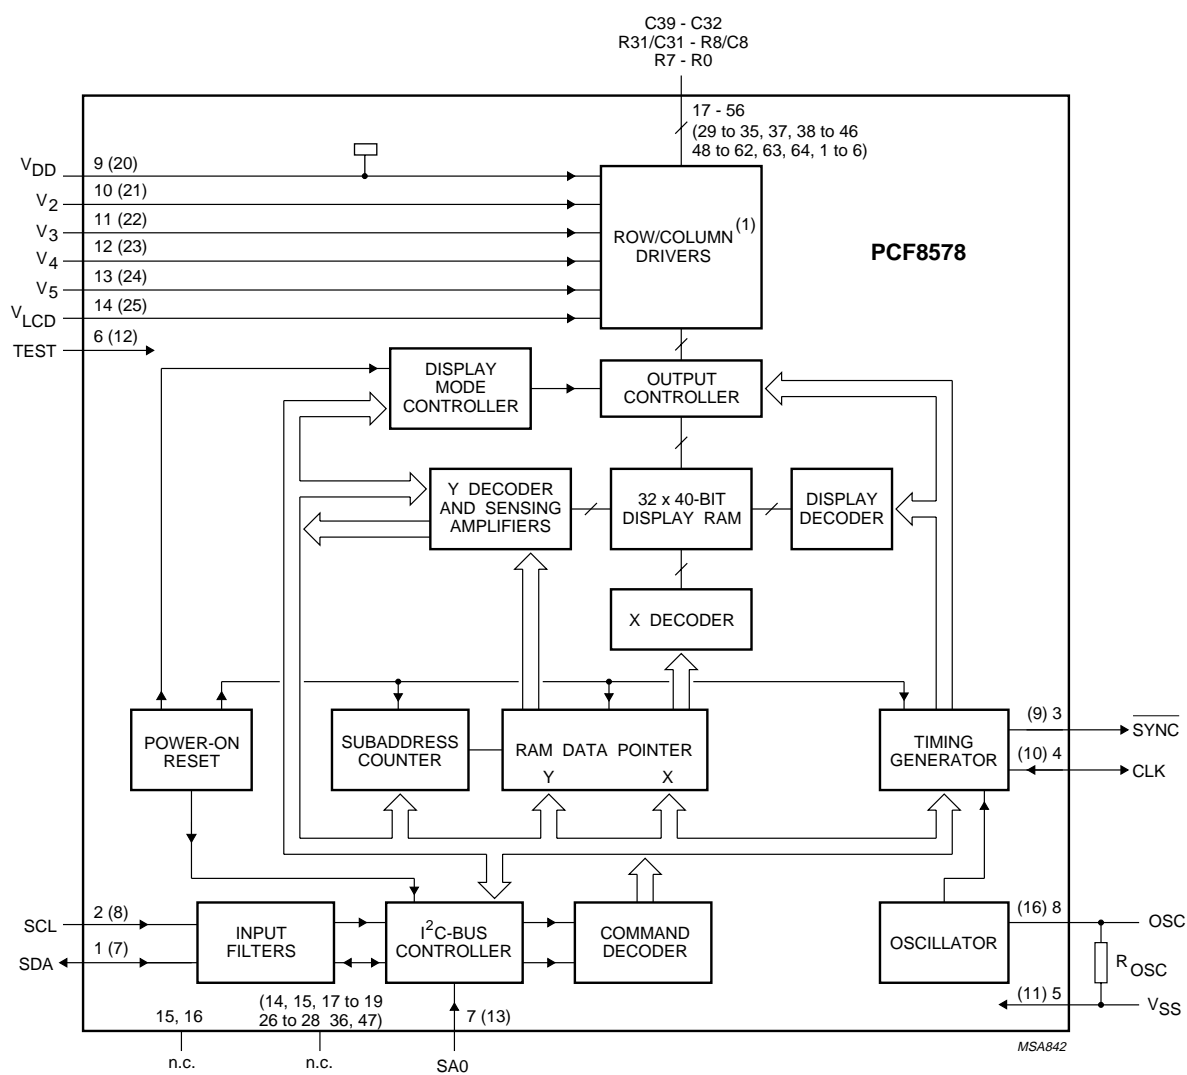 C39 - C32
R31/C31 - R8/C8
R7 - R0
17 - 56
(29 to 35, 37, 38 to 46
48 to 62, 63, 64, 1 to 6)
VDD 9 (20)
V2 10 (21)
V3 11 (22)
V4 12 (23)
V5 13 (24)
VLCD 14 (25)
TEST 6 (12)
ROW/COLUMN (1)
DRIVERS
PCF8578
DISPLAY
MODE
CONTROLLER
OUTPUT
CONTROLLER
Y DECODER
AND SENSING
AMPLIFIERS
32 x 40-BIT
DISPLAY RAM
DISPLAY
DECODER
X DECODER
POWER-ON
RESET
SUBADDRESS
COUNTER
RAM DATA POINTER
Y X
TIMING
GENERATOR
(9) 3 SYNC
(10) 4 CLK
SCL 2 (8)
SDA 1 (7)
INPUT
FILTERS
I2C-BUS
CONTROLLER
COMMAND
DECODER
OSCILLATOR
(16) 8 OSC
ROSC
(11) 5 VSS
15, 16
n.c.
(14, 15, 17 to 19
26 to 28 36, 47)
n.c.
7 (13)
SA0
MSA842